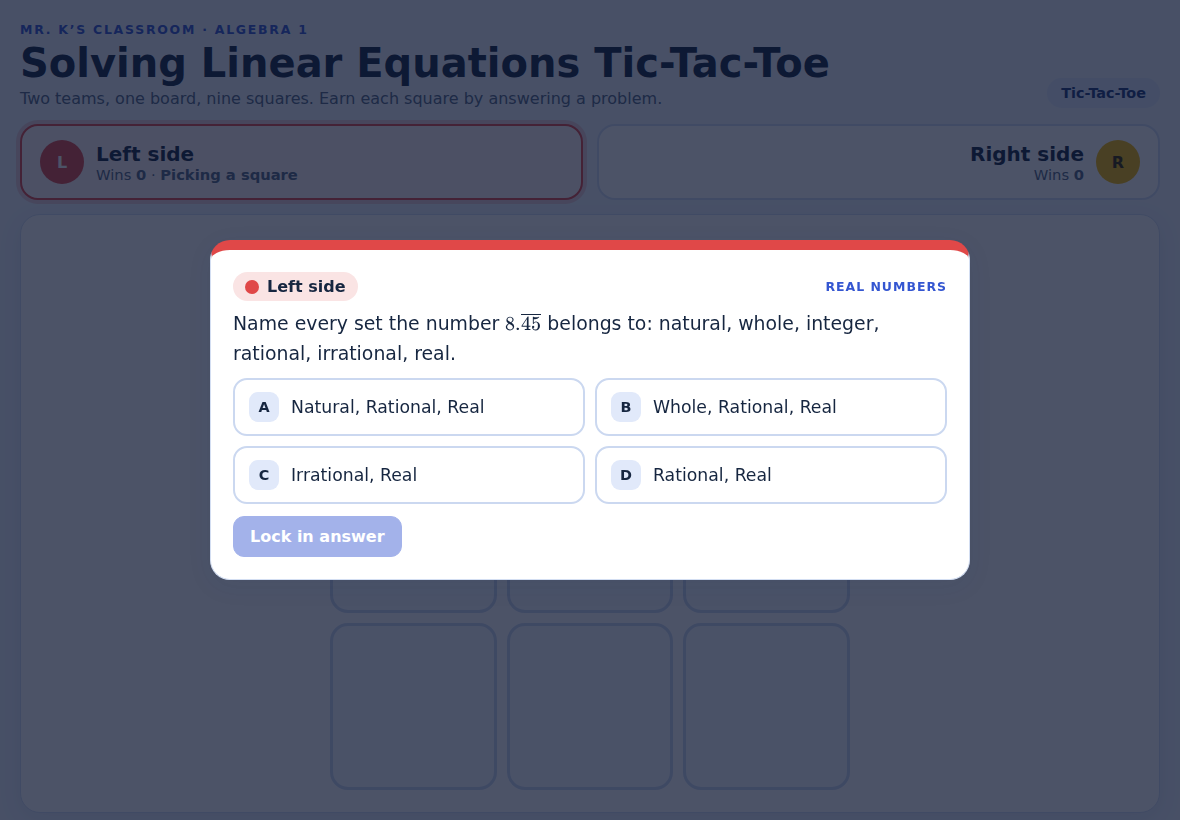 MR. K’S CLASSROOM · ALGEBRA 1
Solving Linear Equations Tic-Tac-Toe
Two teams, one board, nine squares. Earn each square by answering a problem.
Tic-Tac-Toe
L
Left side
Wins 0 · Picking a square
Right side
Wins 0
R
Left side
REAL NUMBERS
Name every set the number 8.4̅5̅ belongs to: natural, whole, integer,
rational, irrational, real.
A Natural, Rational, Real
B Whole, Rational, Real
C Irrational, Real
D Rational, Real
Lock in answer